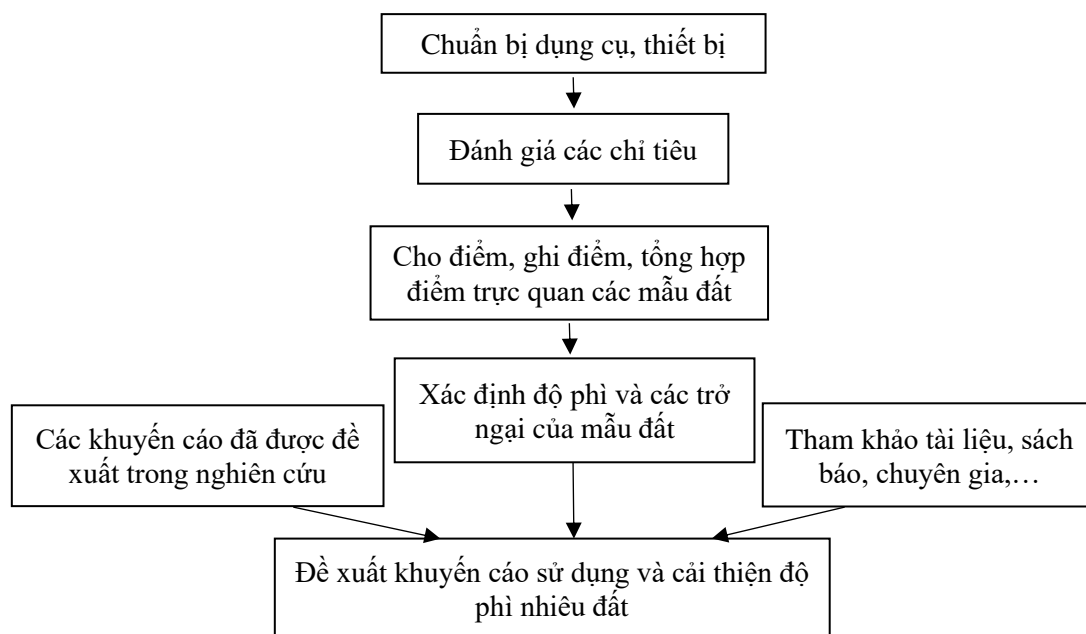 Chuẩn bị dụng cụ, thiết bị
Đánh giá các chỉ tiêu
Cho điểm, ghi điểm, tổng hợp
điểm trực quan các mẫu đất
Xác định độ phì và các trở
ngại của mẫu đất
Các khuyến cáo đã được đề
xuất trong nghiên cứu
Tham khảo tài liệu, sách
báo, chuyên gia,…
Đề xuất khuyến cáo sử dụng và cải thiện độ
phì nhiêu đất